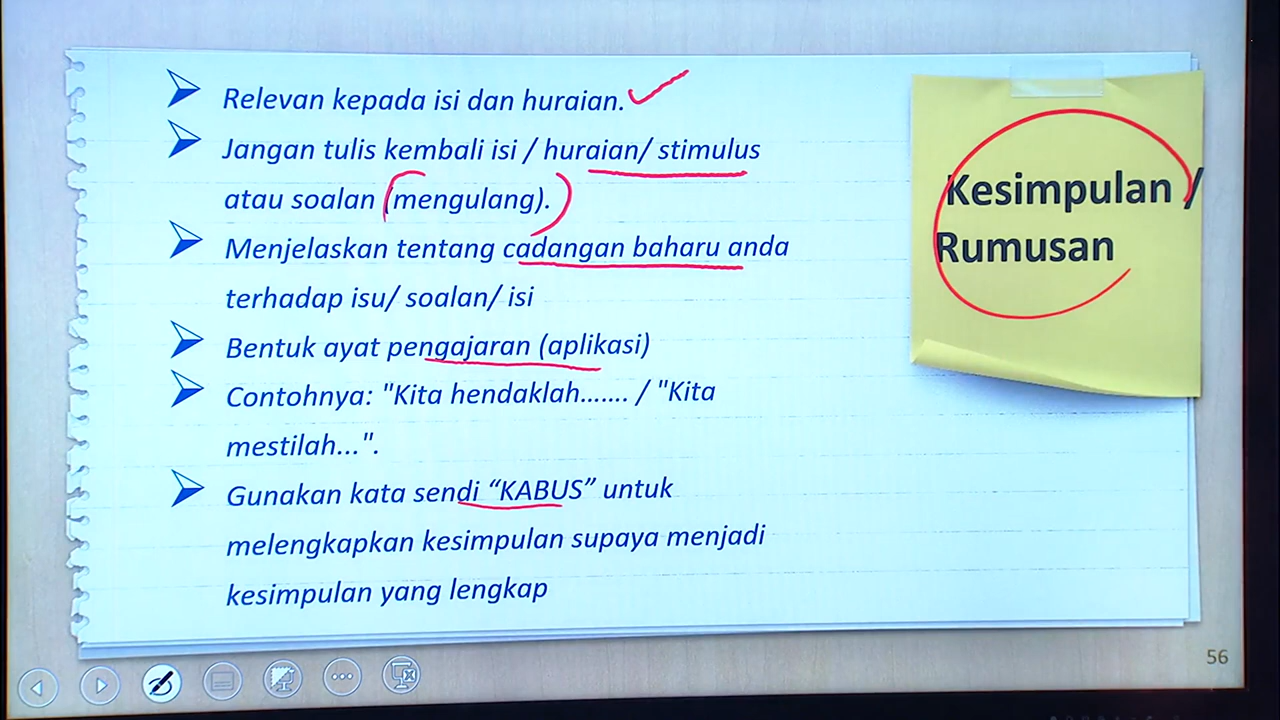 Relevan kepada isi dan huraian.
Jangan tulis kembali isi / huraian/ stimulus
atau soalan (mengulang).
Menjelaskan tentang cadangan baharu anda
terhadap isu/ soalan/ isi
Bentuk ayat pengajaran (aplikasi)
Contohnya: "Kita hendaklah....... / "Kita
mestilah...".
Gunakan kata sendi “KABUS” untuk
melengkapkan kesimpulan supaya menjadi
kesimpulan yang lengkap
Kesimpulan /
Rumusan
56